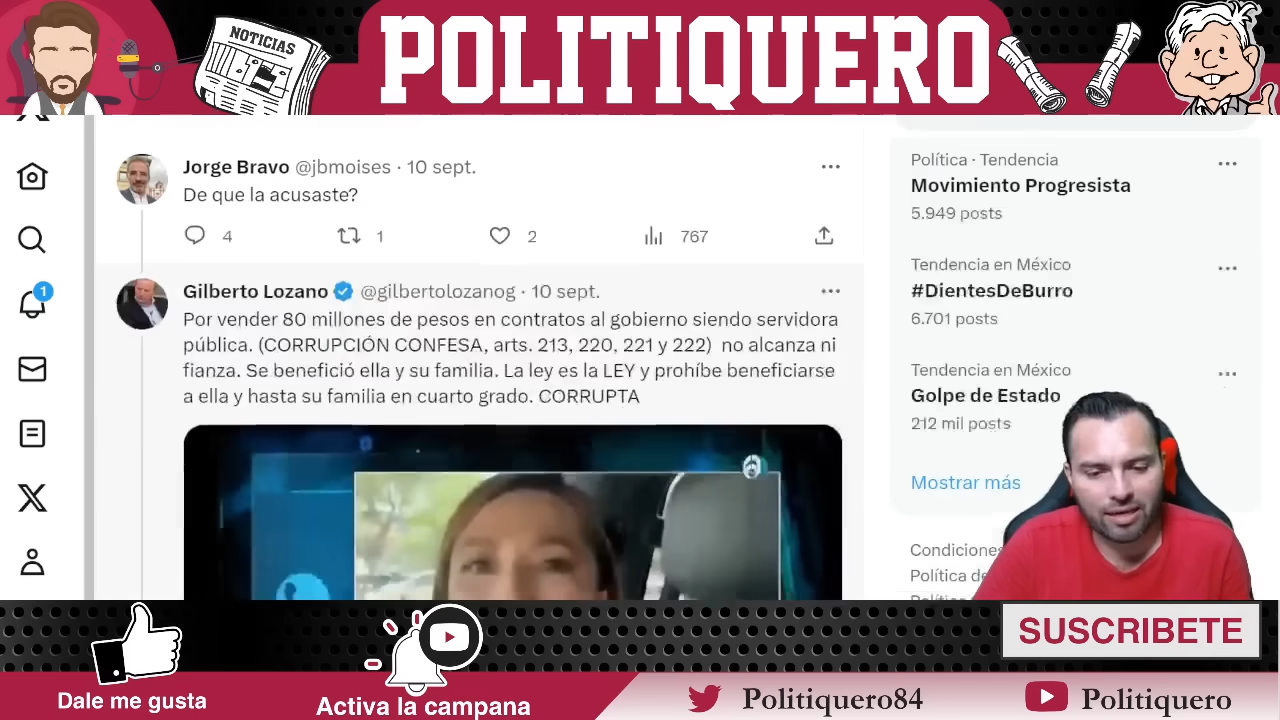 NOTICIAS
POLITIQUERO
Jorge Bravo @jbmoises · 10 sept.
De que la acusaste?
4 1 2 767
1
Gilberto Lozano @gilbertolozanog · 10 sept.
Por vender 80 millones de pesos en contratos al gobierno siendo servidora
pública. (CORRUPCIÓN CONFESA, arts. 213, 220, 221 y 222) no alcanza ni
fianza. Se benefició ella y su familia. La ley es la LEY y prohíbe beneficiarse
a ella y hasta su familia en cuarto grado. CORRUPTA
Política · Tendencia
Movimiento Progresista
5.949 posts
Tendencia en México
#DientesDeBurro
6.701 posts
Tendencia en México
Golpe de Estado
212 mil posts
Mostrar más
Condiciones
Política de
Dale me gusta
Activa la campana
SUSCRIBETE
Politiquero84
Politiquero